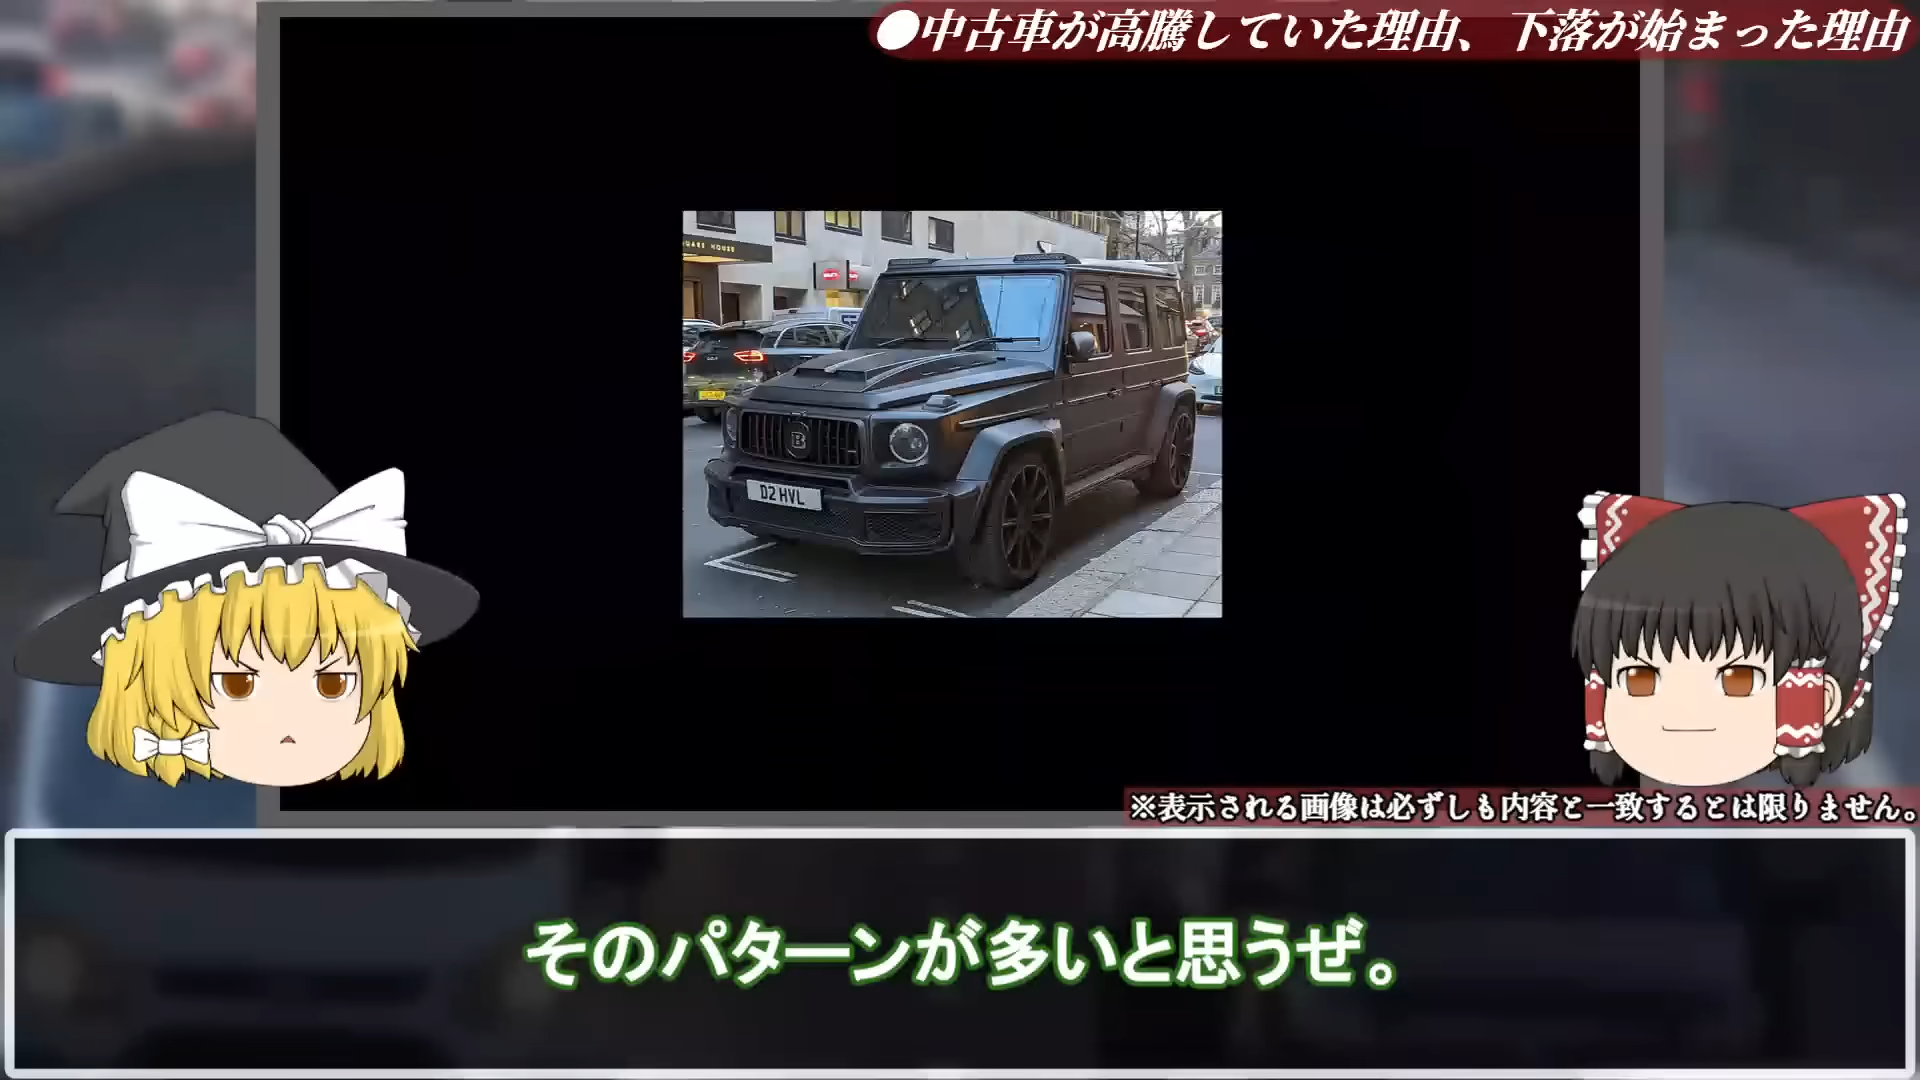 ●中古車が高騰していた理由、下落が始まった理由
D2 HVL
※表示される画像は必ずしも内容と一致するとは限りません。
そのパターンが多いと思うぜ。